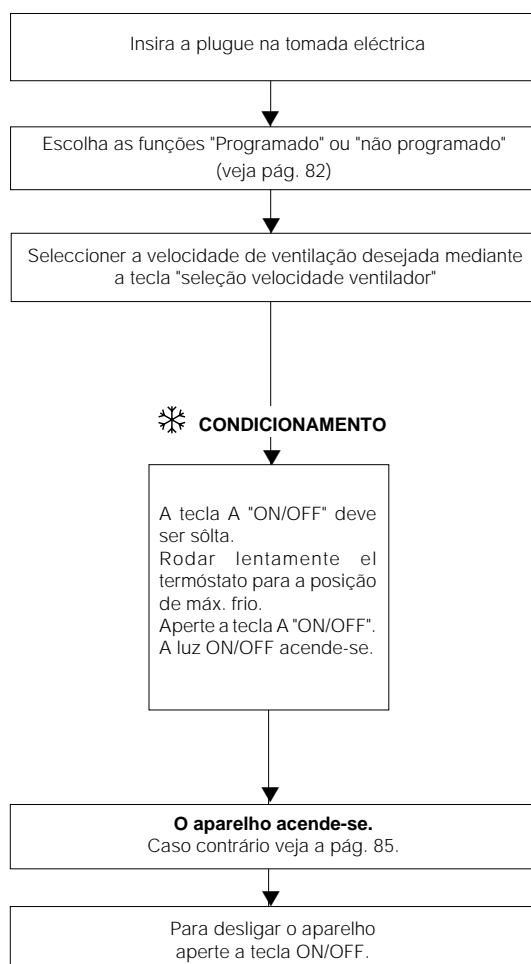 Insira a plugue na tomada eléctrica
Escolha as funções "Programado" ou "não programado"
(veja pág. 82)
Seleccioner a velocidade de ventilação desejada mediante
a tecla "seleção velocidade ventilador"
CONDICIONAMENTO
A tecla A "ON/OFF" deve
ser sôlta.
Rodar lentamente el
termóstato para a posição
de máx. frio.
Aperte a tecla A "ON/OFF".
A luz ON/OFF acende-se.
O aparelho acende-se.
Caso contrário veja a pág. 85.
Para desligar o aparelho
aperte a tecla ON/OFF.